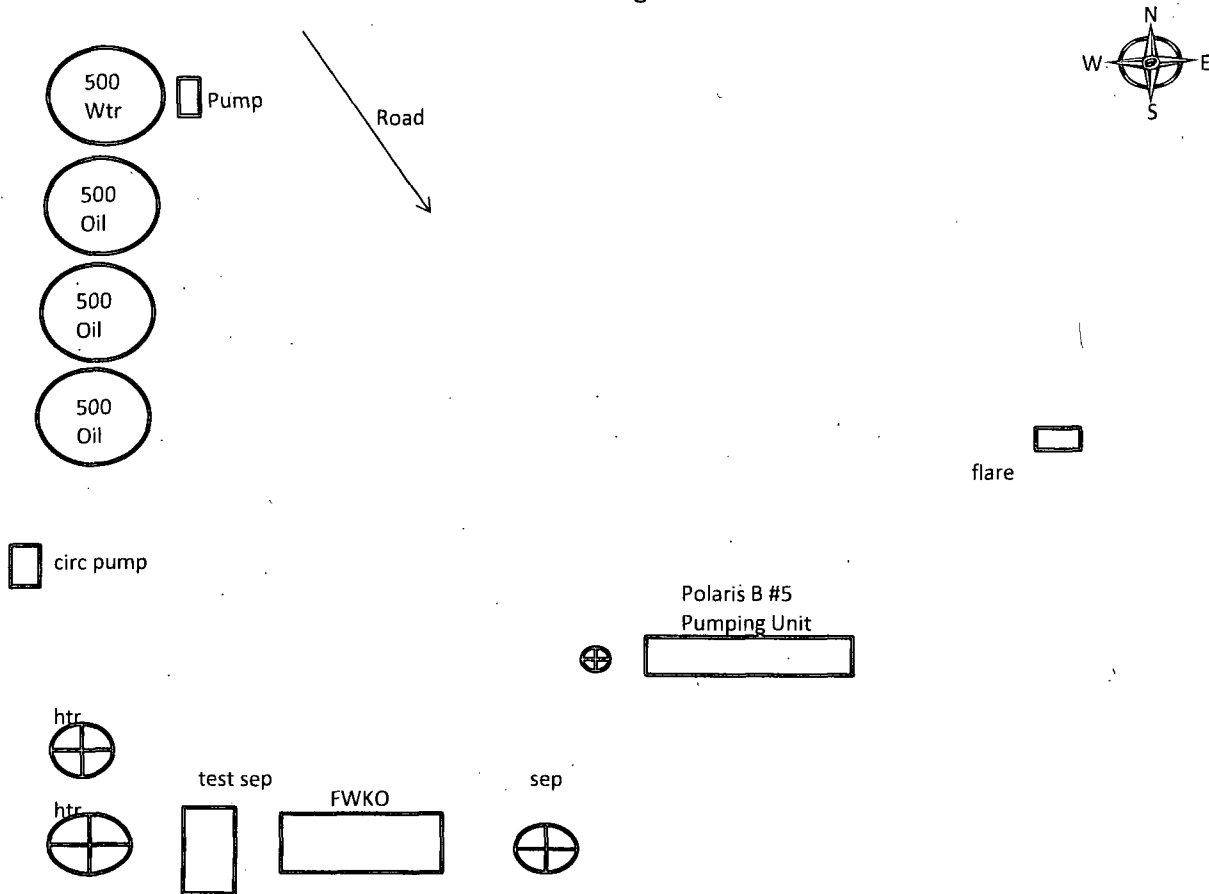 N
W
E
S
500
Wtr
Pump
Road
500
Oil
500
Oil
500
Oil
flare
circ pump
Polaris B #5
Pumping Unit
htr
test sep
sep
FWKO
htr